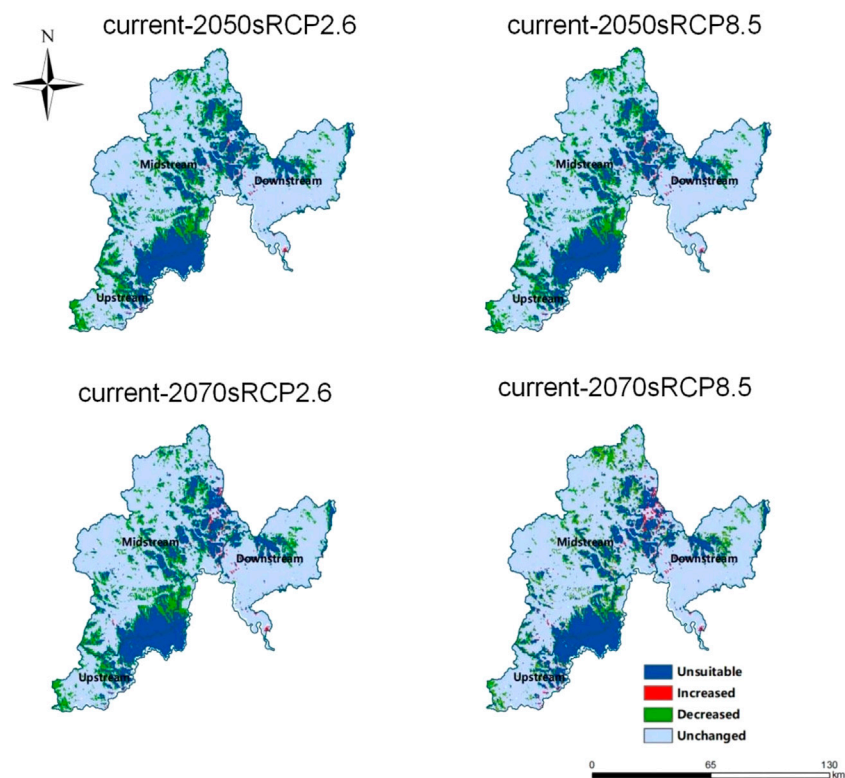 current-2050sRCP2.6
current-2050sRCP8.5
N
Midstream
Downstream
Upstream
Midstream
Downstream
Upstream
current-2070sRCP2.6
current-2070sRCP8.5
Midstream
Downstream
Upstream
Midstream
Downstream
Upstream
Unsuitable
Increased
Decreased
Unchanged
0 65 130
km